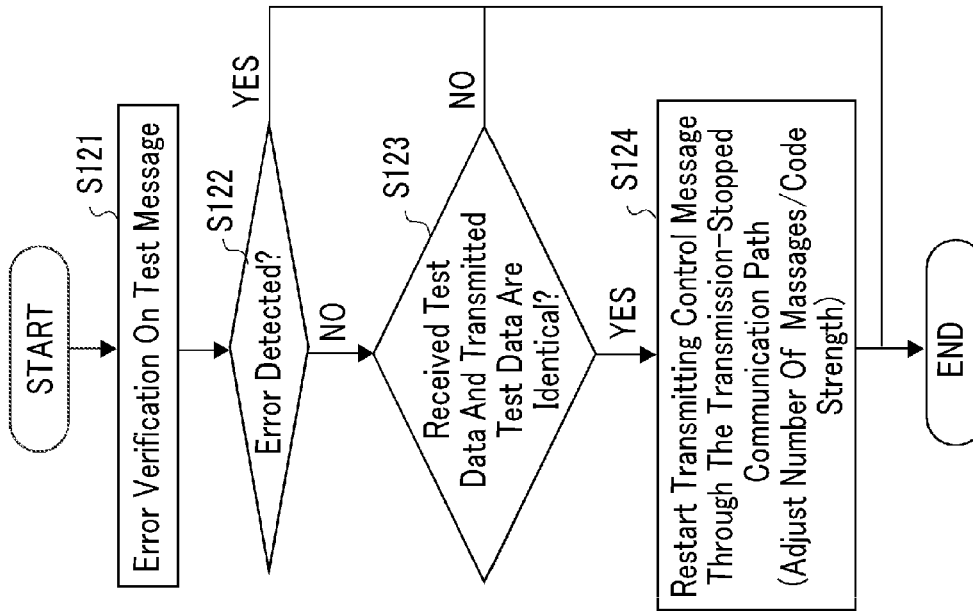 START
S121
Error Verification On Test Message
S122
Error Detected?
YES
NO
S123
Received Test
Data And Transmitted
Test Data Are
Identical?
NO
YES
S124
Restart Transmitting Control Message
Through The Transmission-Stopped
Communication Path
(Adjust Number Of Massages/Code
Strength)
END